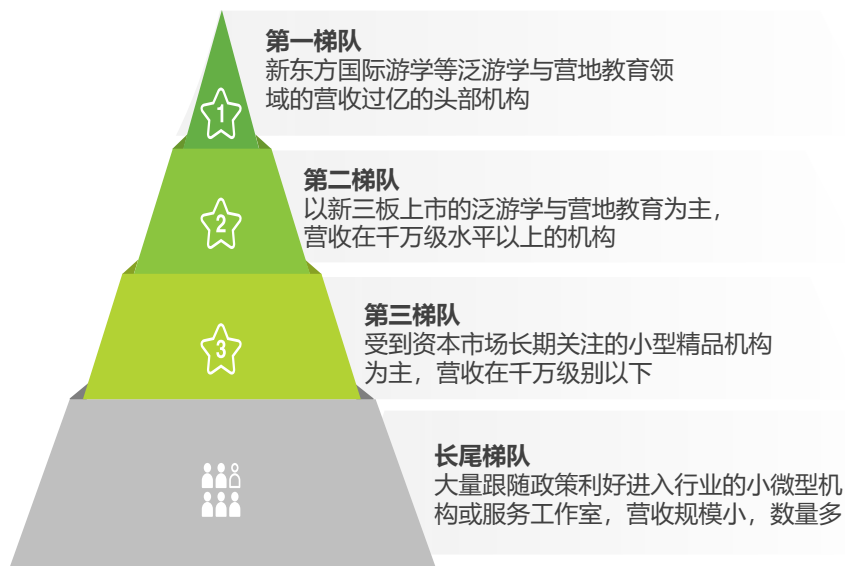 第一梯队
新东方国际游学等泛游学与营地教育领
域的营收过亿的头部机构
1
第二梯队
以新三板上市的泛游学与营地教育为主，
营收在千万级水平以上的机构
2
第三梯队
受到资本市场长期关注的小型精品机构
为主，营收在千万级别以下
3
长尾梯队
大量跟随政策利好进入行业的小微型机
构或服务工作室，营收规模小，数量多